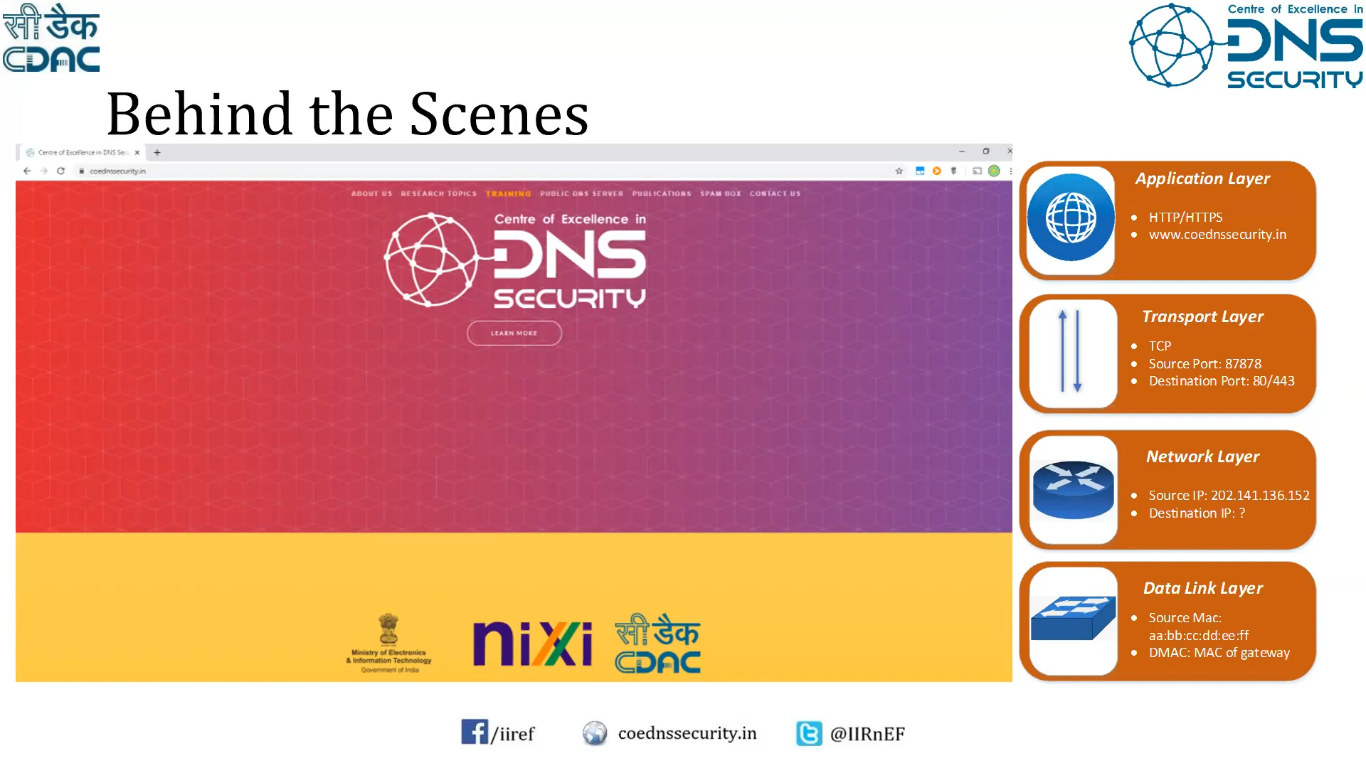 सी डैक
CDAC
Centre of Excellence in
DNS
SECURITY
Behind the Scenes
Centre of Excellence in DNS Sec
coednssecurity.in
ABOUT US RESEARCH TOPICS TRAINING PUBLIC DNS SERVER PUBLICATIONS SPAM BOX CONTACT US
Centre of Excellence in
DNS
SECURITY
LEARN MORE
Ministry of Electronics
& Information Technology
Government of India
nixi
सी डैक
CDAC
Application Layer
• HTTP/HTTPS
• www.coednssecurity.in
Transport Layer
• TCP
• Source Port: 87878
• Destination Port: 80/443
Network Layer
• Source IP: 202.141.136.152
• Destination IP: ?
Data Link Layer
• Source Mac:
aa:bb:cc:dd:ee:ff
• DMAC: MAC of gateway
/iiref
coednssecurity.in
@IIRnEF